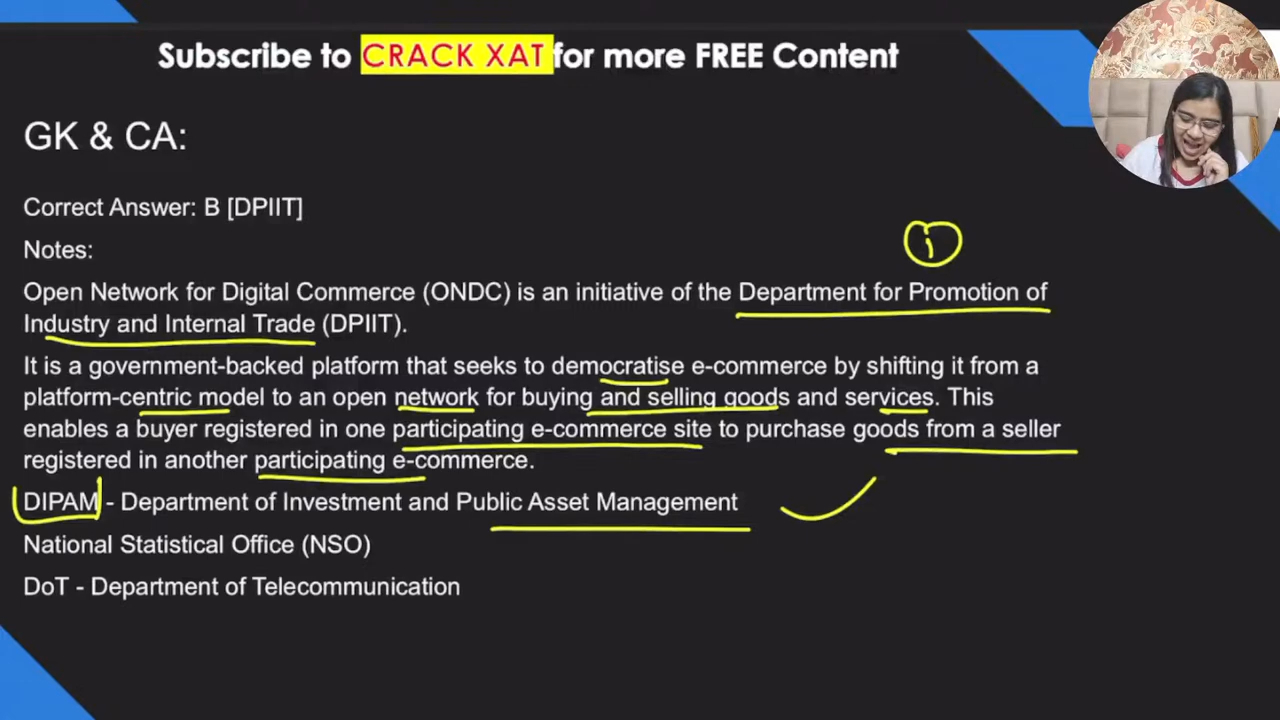 Subscribe to CRACK XAT for more FREE Content
GK & CA:
Correct Answer: B [DPIIT]
Notes:
i
Open Network for Digital Commerce (ONDC) is an initiative of the Department for Promotion of
Industry and Internal Trade (DPIIT).
It is a government-backed platform that seeks to democratise e-commerce by shifting it from a
platform-centric model to an open network for buying and selling goods and services. This
enables a buyer registered in one participating e-commerce site to purchase goods from a seller
registered in another participating e-commerce.
DIPAM - Department of Investment and Public Asset Management
National Statistical Office (NSO)
DoT - Department of Telecommunication